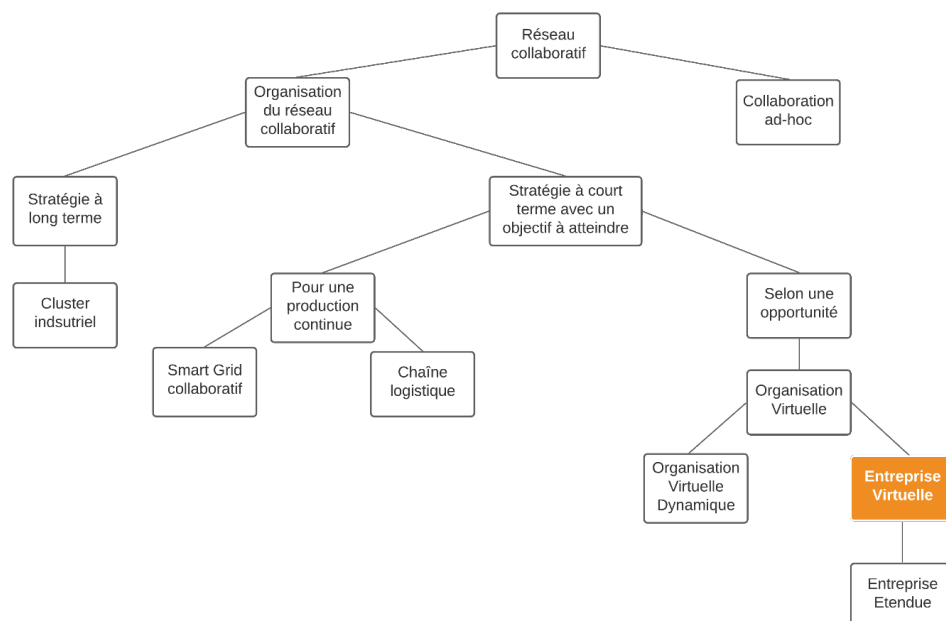 Réseau
collaboratif
Organisation
du réseau
collaboratif
Collaboration
ad-hoc
Stratégie à
long terme
Stratégie à court
terme avec un
objectif à atteindre
Cluster
indsutriel
Pour une
production
continue
Selon une
opportunité
Smart Grid
collaboratif
Chaîne
logistique
Organisation
Virtuelle
Organisation
Virtuelle
Dynamique
Entreprise
Virtuelle
Entreprise
Etendue